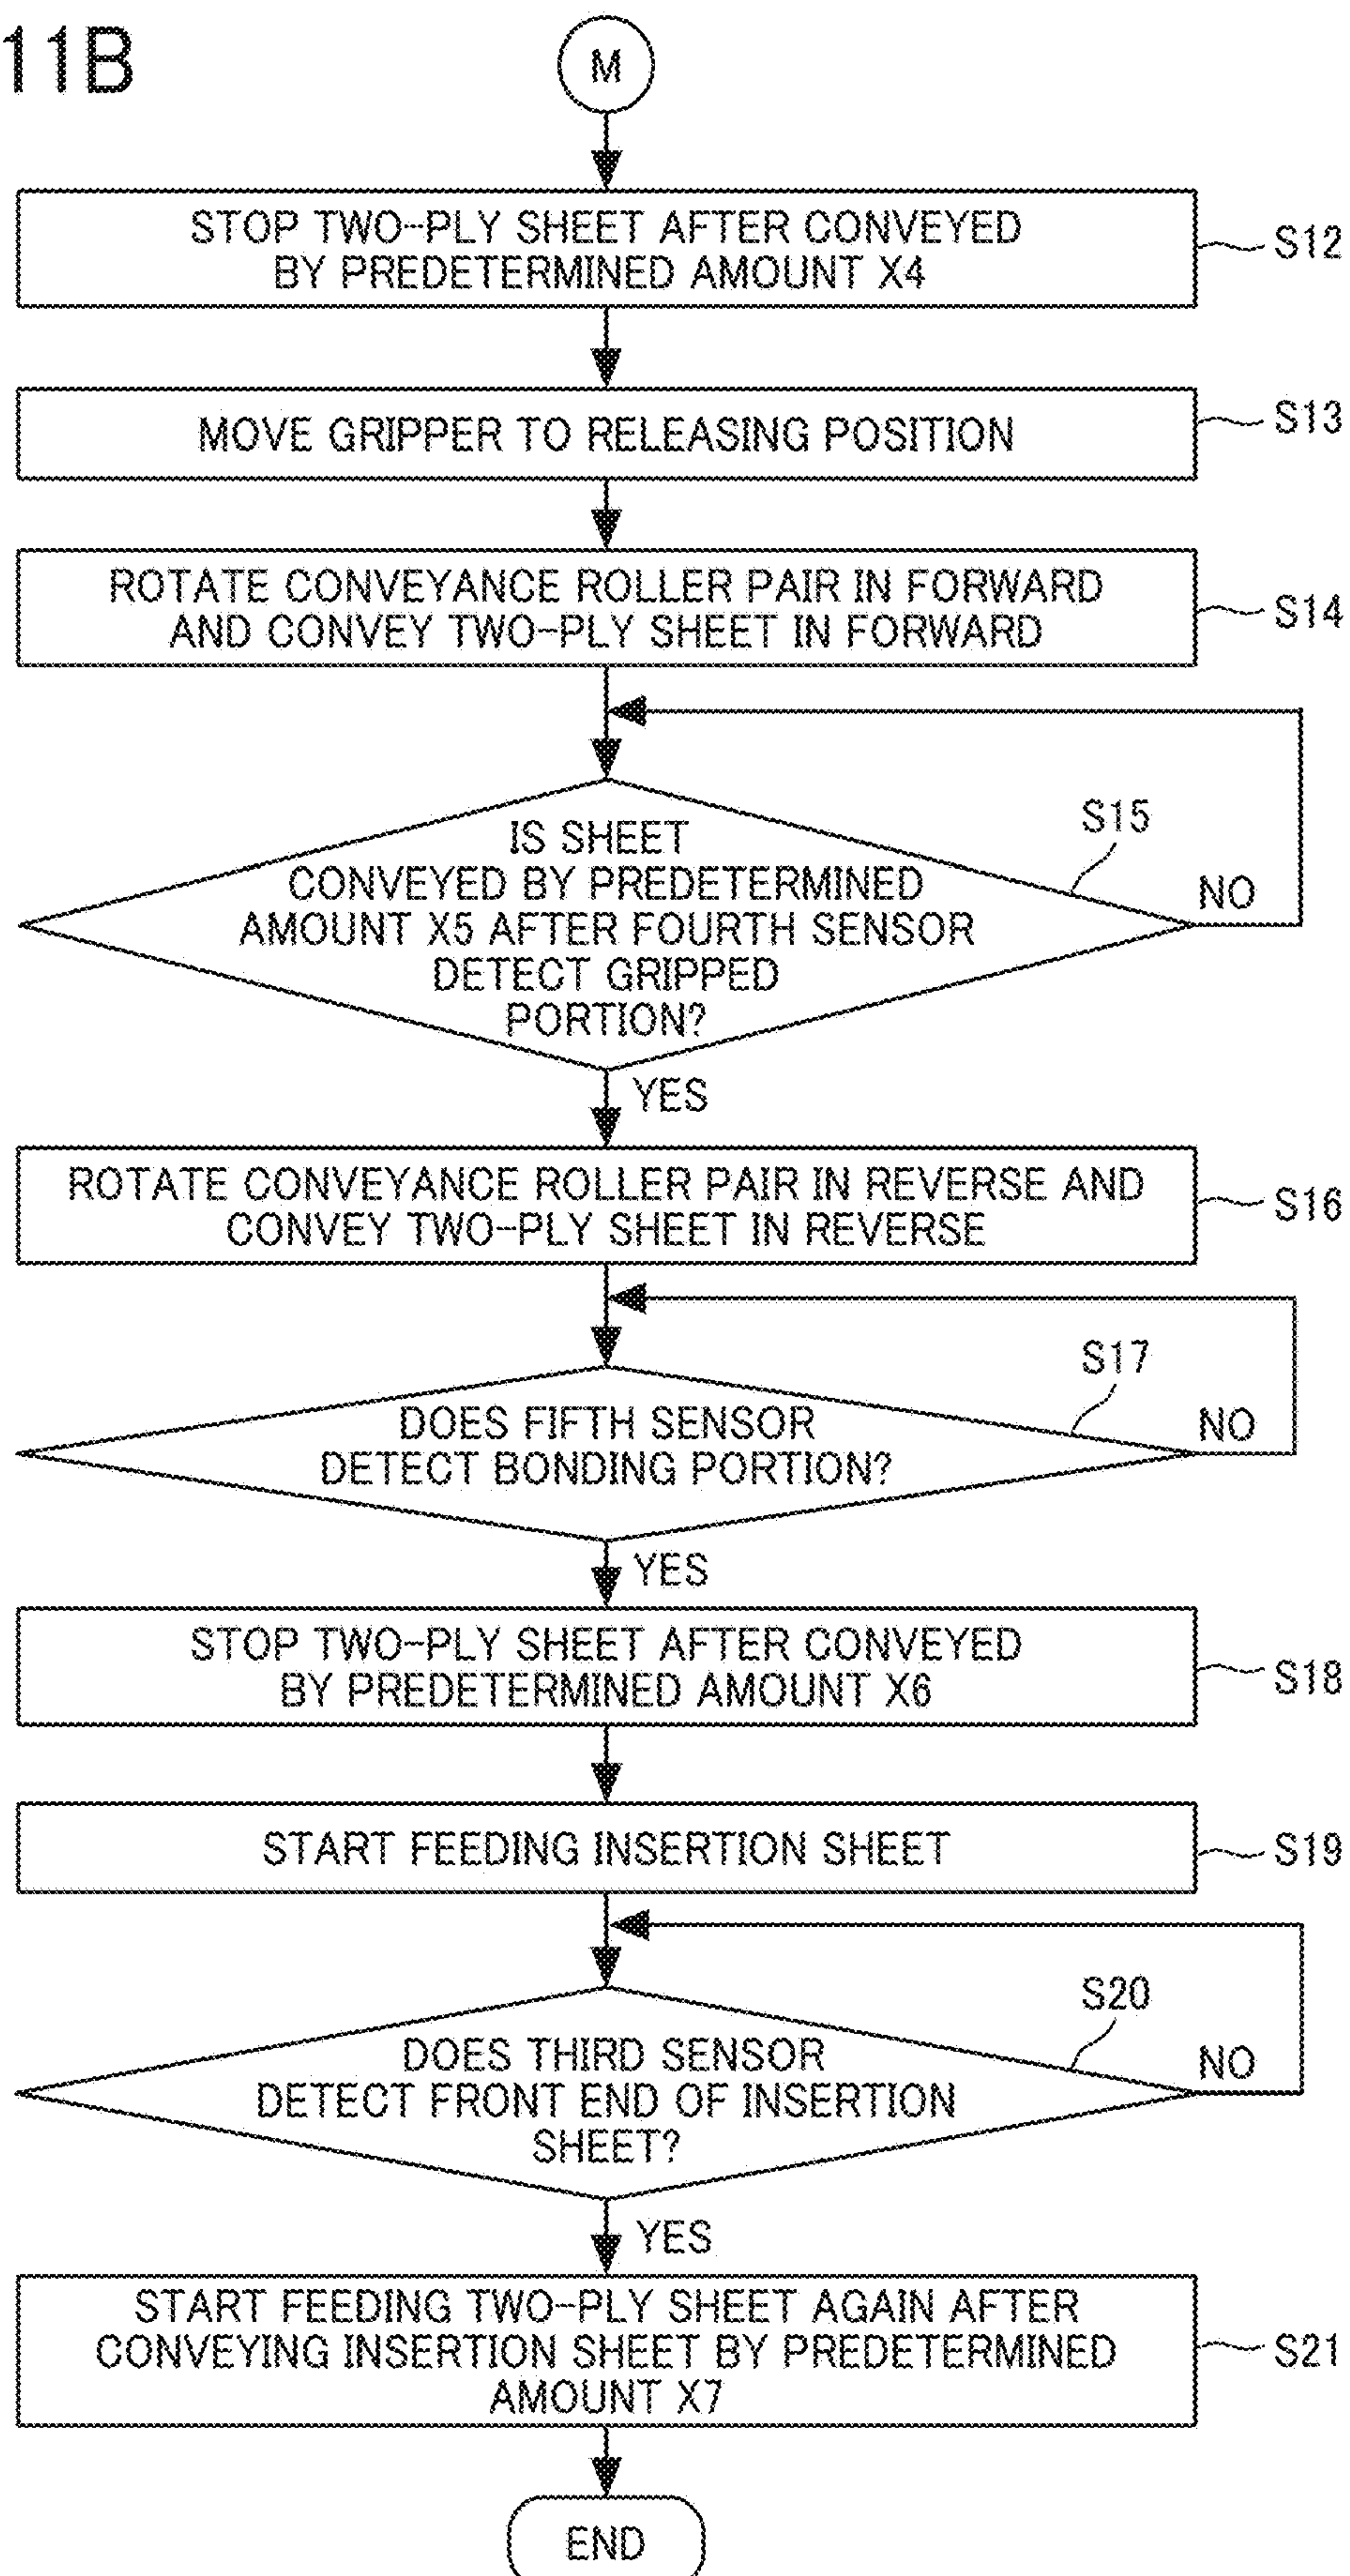 11B
M
STOP TWO-PLY SHEET AFTER CONVEYED
BY PREDETERMINED AMOUNT X4
S12
MOVE GRIPPER TO RELEASING POSITION
S13
ROTATE CONVEYANCE ROLLER PAIR IN FORWARD
AND CONVEY TWO-PLY SHEET IN FORWARD
S14
IS SHEET
CONVEYED BY PREDETERMINED
AMOUNT X5 AFTER FOURTH SENSOR
DETECT GRIPPED
PORTION?
S15
NO
YES
ROTATE CONVEYANCE ROLLER PAIR IN REVERSE AND
CONVEY TWO-PLY SHEET IN REVERSE
S16
DOES FIFTH SENSOR
DETECT BONDING PORTION?
S17
NO
YES
STOP TWO-PLY SHEET AFTER CONVEYED
BY PREDETERMINED AMOUNT X6
S18
START FEEDING INSERTION SHEET
S19
DOES THIRD SENSOR
DETECT FRONT END OF INSERTION
SHEET?
S20
NO
YES
START FEEDING TWO-PLY SHEET AGAIN AFTER
CONVEYING INSERTION SHEET BY PREDETERMINED
AMOUNT X7
S21
END